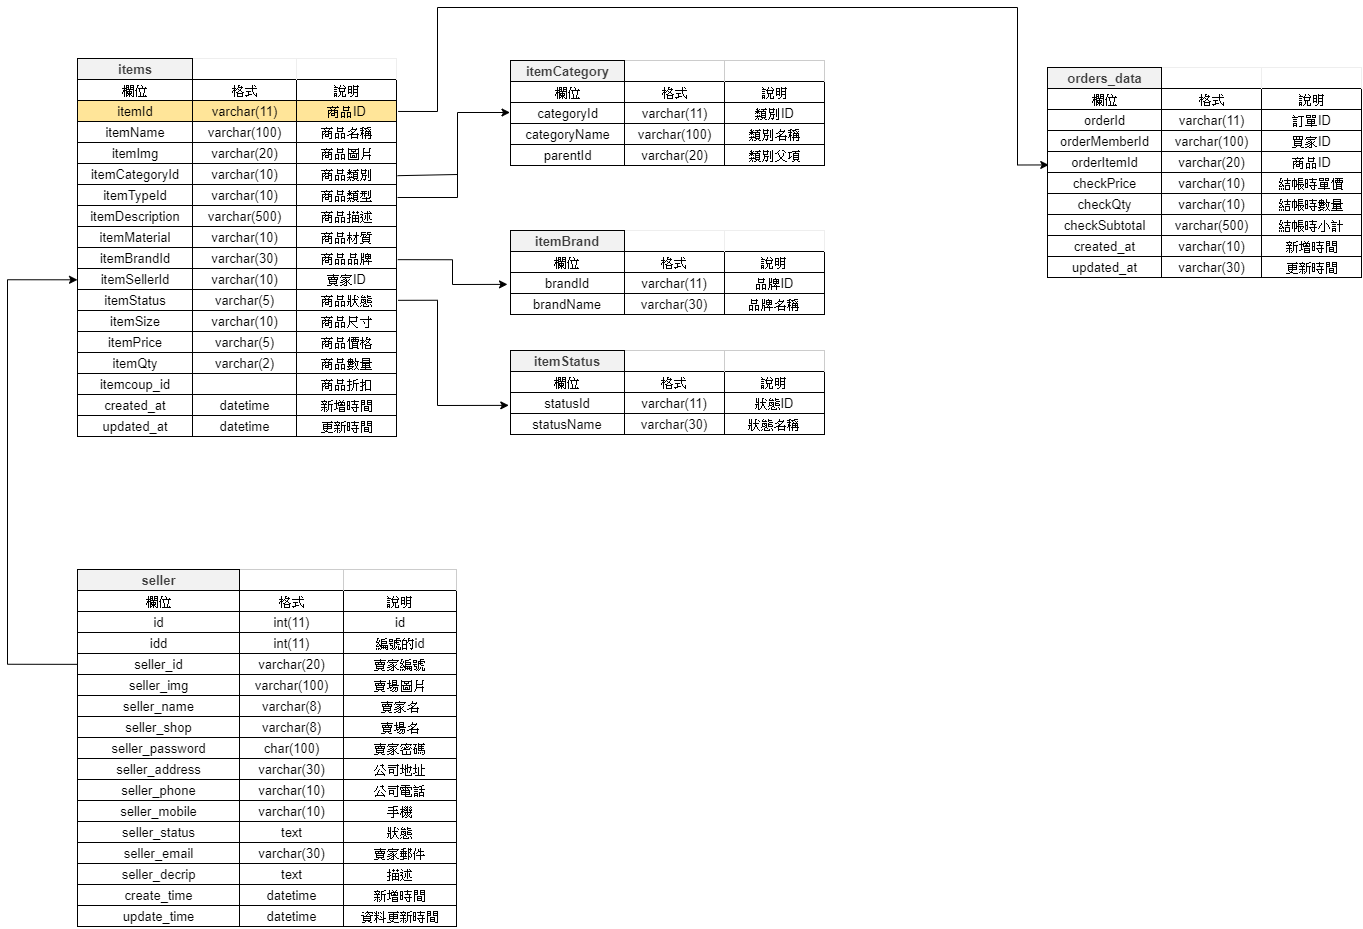 items
欄位 格式 說明
itemId varchar(11) 商品ID
itemName varchar(100) 商品名稱
itemImg varchar(20) 商品圖片
itemCategoryId varchar(10) 商品類別
itemTypeId varchar(10) 商品類型
itemDescription varchar(500) 商品描述
itemMaterial varchar(10) 商品材質
itemBrandId varchar(30) 商品品牌
itemSellerId varchar(10) 賣家ID
itemStatus varchar(5) 商品狀態
itemSize varchar(10) 商品尺寸
itemPrice varchar(5) 商品價格
itemQty varchar(2) 商品數量
itemcoup_id 商品折扣
created_at datetime 新增時間
updated_at datetime 更新時間
itemCategory
欄位 格式 說明
categoryId varchar(11) 類別ID
categoryName varchar(100) 類別名稱
parentId varchar(20) 類別父項
itemBrand
欄位 格式 說明
brandId varchar(11) 品牌ID
brandName varchar(30) 品牌名稱
itemStatus
欄位 格式 說明
statusId varchar(11) 狀態ID
statusName varchar(30) 狀態名稱
orders_data
欄位 格式 說明
orderId varchar(11) 訂單ID
orderMemberId varchar(100) 買家ID
orderItemId varchar(20) 商品ID
checkPrice varchar(10) 結帳時單價
checkQty varchar(10) 結帳時數量
checkSubtotal varchar(500) 結帳時小計
created_at varchar(10) 新增時間
updated_at varchar(30) 更新時間
seller
欄位 格式 說明
id int(11) id
idd int(11) 編號的id
seller_id varchar(20) 賣家編號
seller_img varchar(100) 賣場圖片
seller_name varchar(8) 賣家名
seller_shop varchar(8) 賣場名
seller_password char(100) 賣家密碼
seller_address varchar(30) 公司地址
seller_phone varchar(10) 公司電話
seller_mobile varchar(10) 手機
seller_status text 狀態
seller_email varchar(30) 賣家郵件
seller_decrip text 描述
create_time datetime 新增時間
update_time datetime 資料更新時間